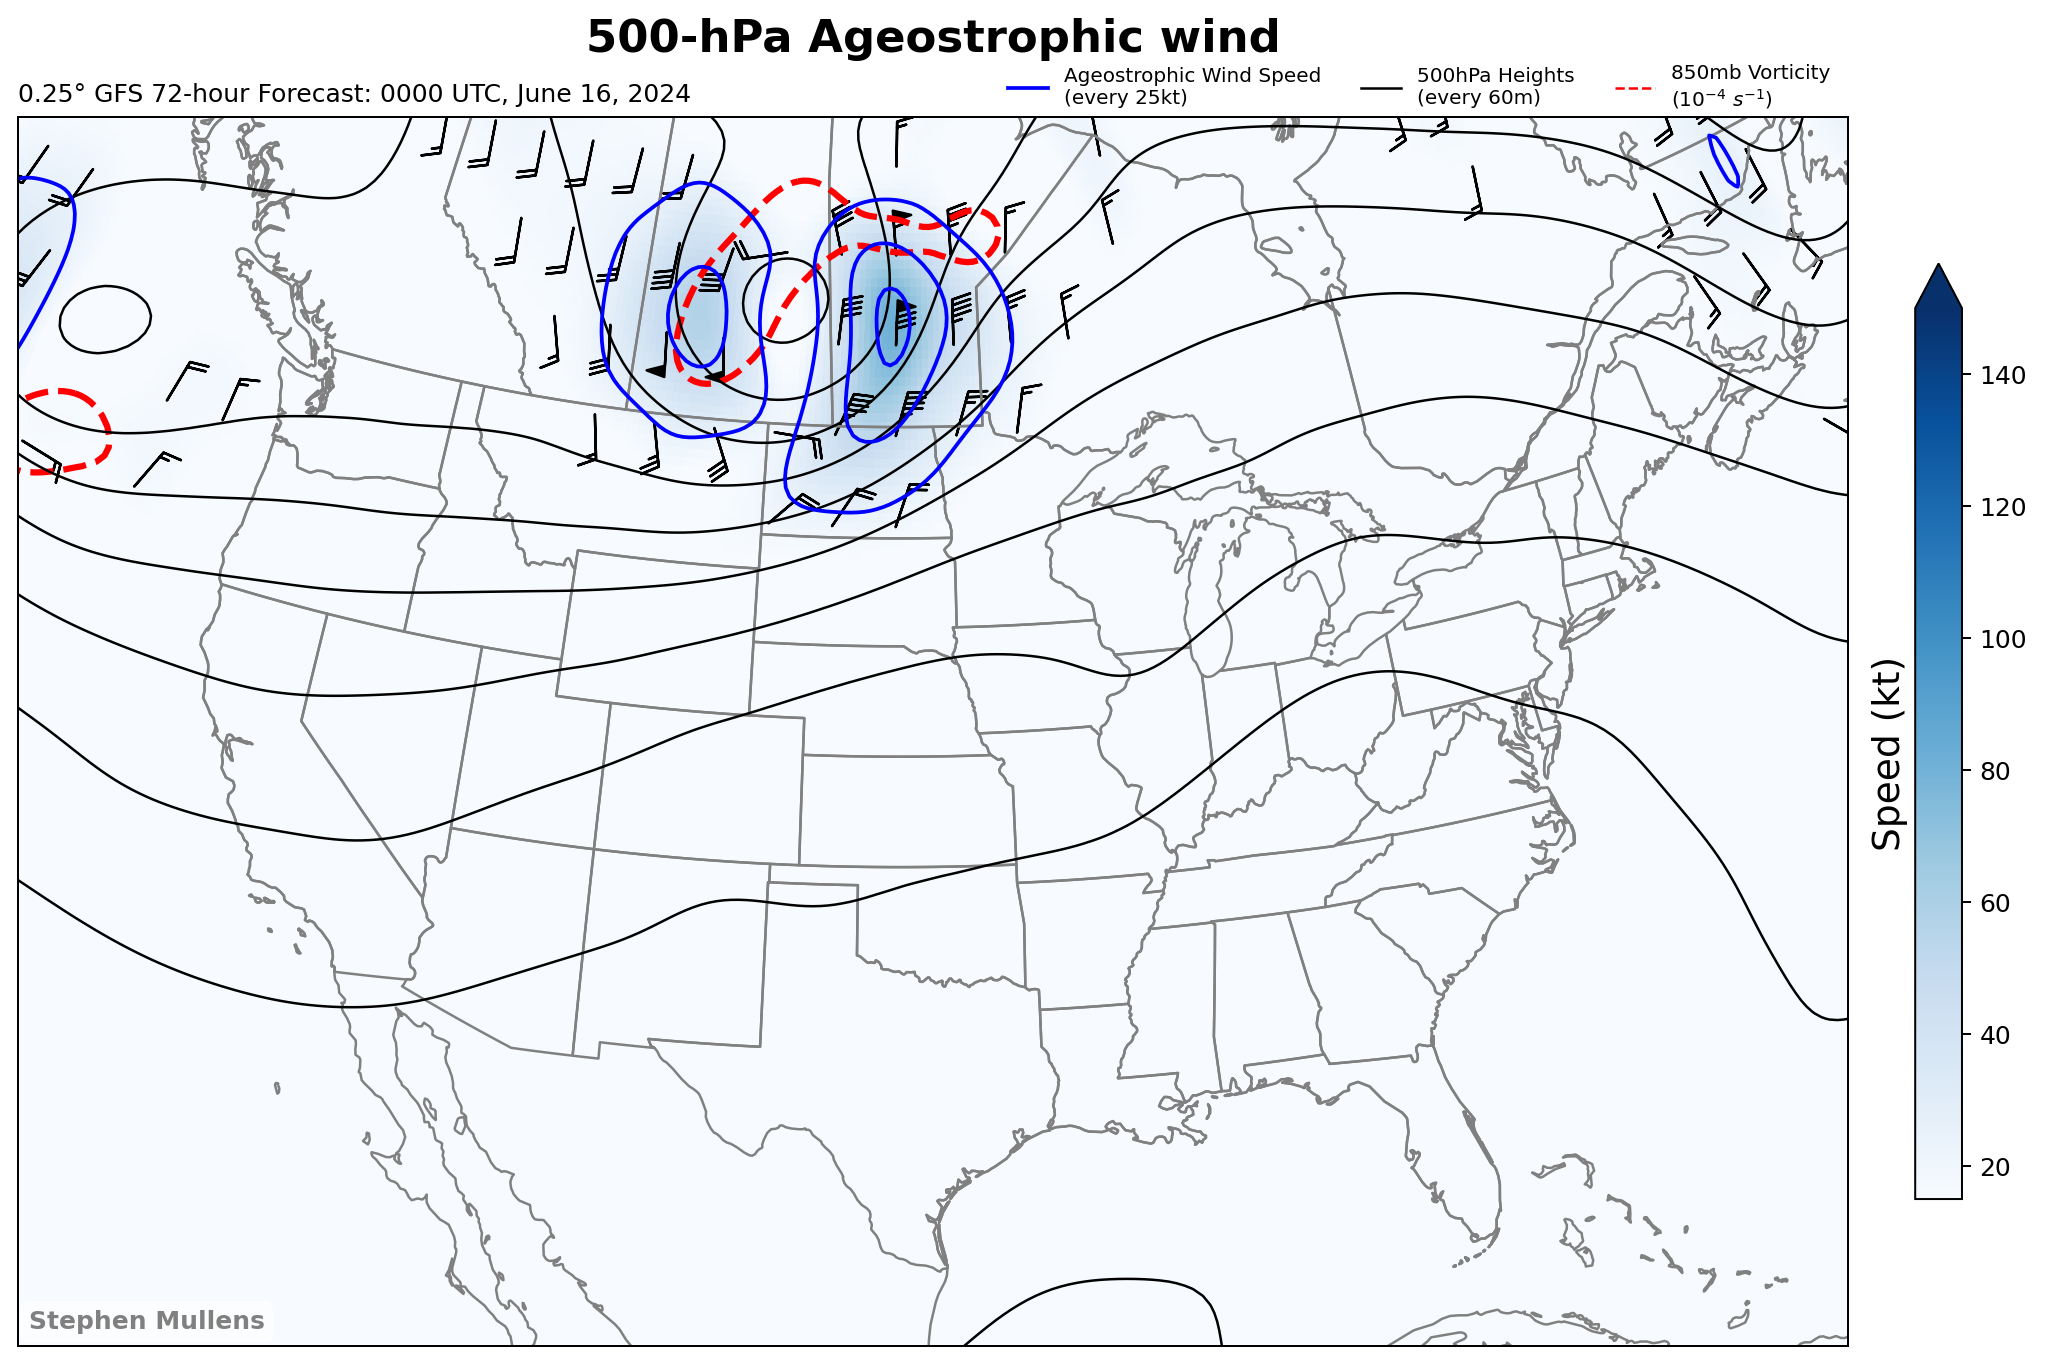 500-hPa Ageostrophic wind
0.25° GFS 72-hour Forecast: 0000 UTC, June 16, 2024
Ageostrophic Wind Speed
(every 25kt)
500hPa Heights
(every 60m)
850mb Vorticity
(10⁻⁴ s⁻¹)
140
120
100
80
60
40
20
Speed (kt)
Stephen Mullens